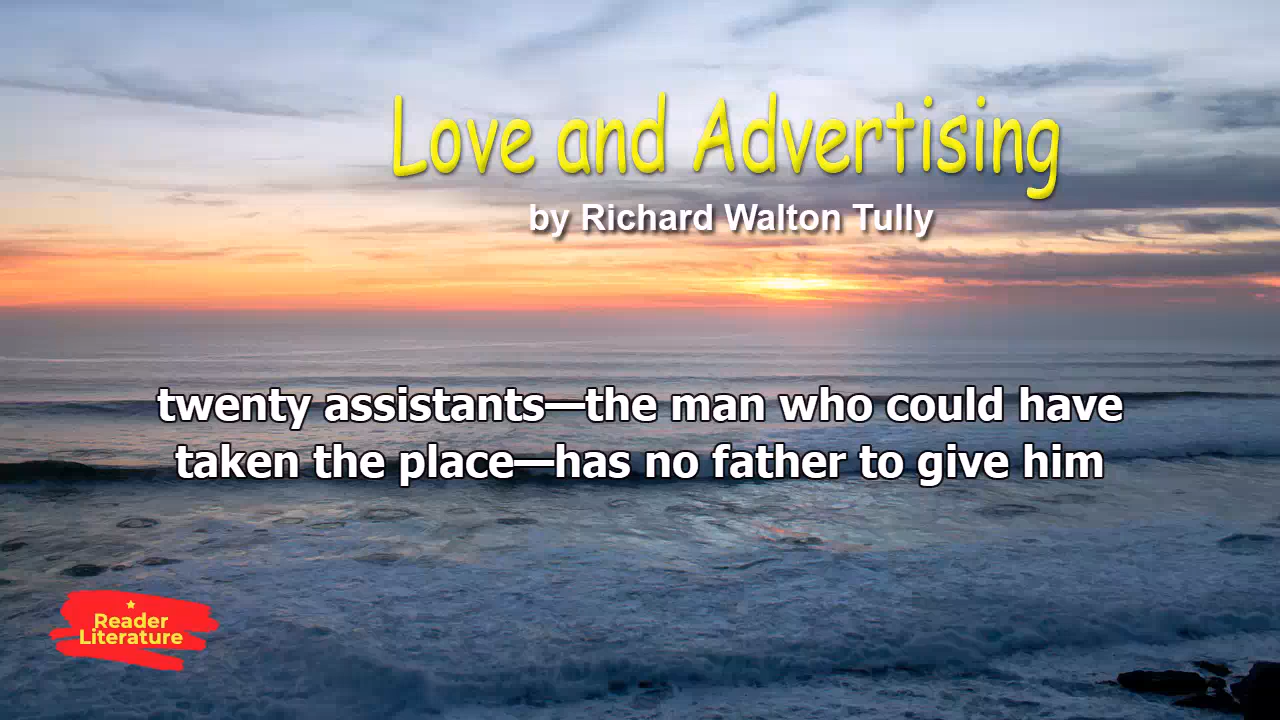 Love and Advertising
by Richard Walton Tully
twenty assistants—the man who could have
taken the place—has no father to give him
Reader
Literature